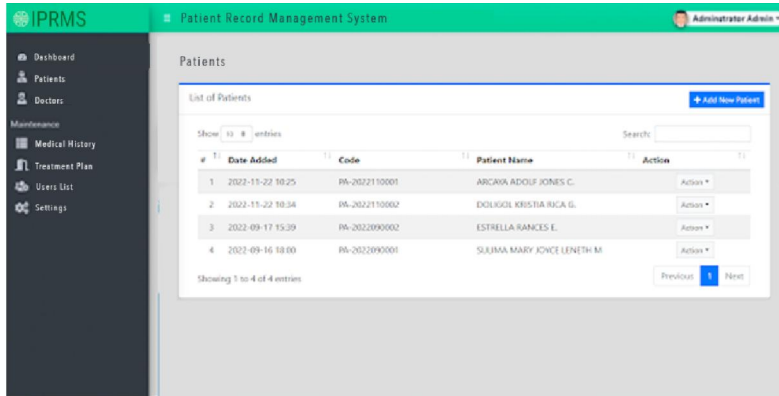 IPRMS
Patient Record Management System
Adminstrator Admin
Dashboard
Patients
Doctors
Maintenance
Medical History
Treatment Plan
Users List
Settings
Patients
List of Patients
+ Add New Patient
Show 10 entries
Search:
# Date Added Code Patient Name Action
1 2022-11-22 10:25 PA-2022110001 ARCAYA ADOLF JONES C. Action
2 2022-11-22 10:34 PA-2022110002 DOLIGOL KRISTIA RICA G. Action
3 2022-09-17 15:39 PA-2022090002 ESTRELLA RANCES E. Action
4 2022-09-16 18:00 PA-2022090001 SULIMA MARY JOYCE LENETH M Action
Showing 1 to 4 of 4 entries
Previous 1 Next